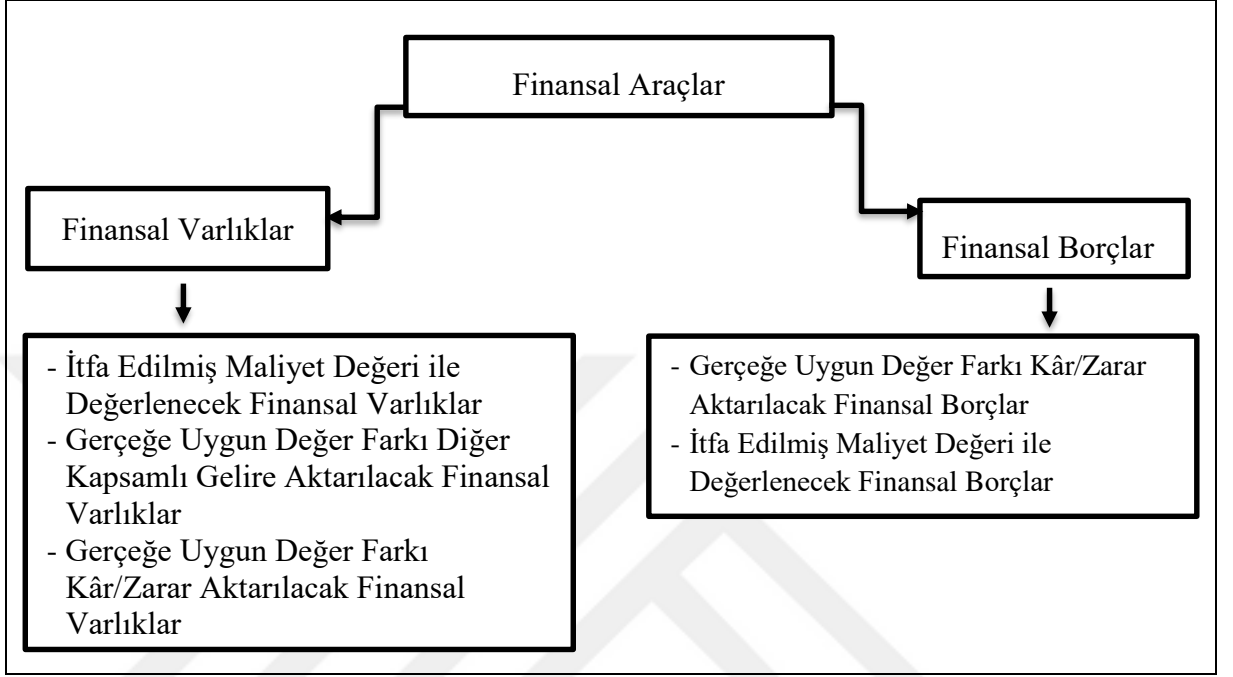 Finansal Araçlar
Finansal Varlıklar
Finansal Borçlar
- İtfa Edilmiş Maliyet Değeri ile
Değerlenecek Finansal Varlıklar
- Gerçeğe Uygun Değer Farkı Diğer
Kapsamlı Gelire Aktarılacak Finansal
Varlıklar
- Gerçeğe Uygun Değer Farkı
Kâr/Zarar Aktarılacak Finansal
Varlıklar
- Gerçeğe Uygun Değer Farkı Kâr/Zarar
Aktarılacak Finansal Borçlar
- İtfa Edilmiş Maliyet Değeri ile
Değerlenecek Finansal Borçlar